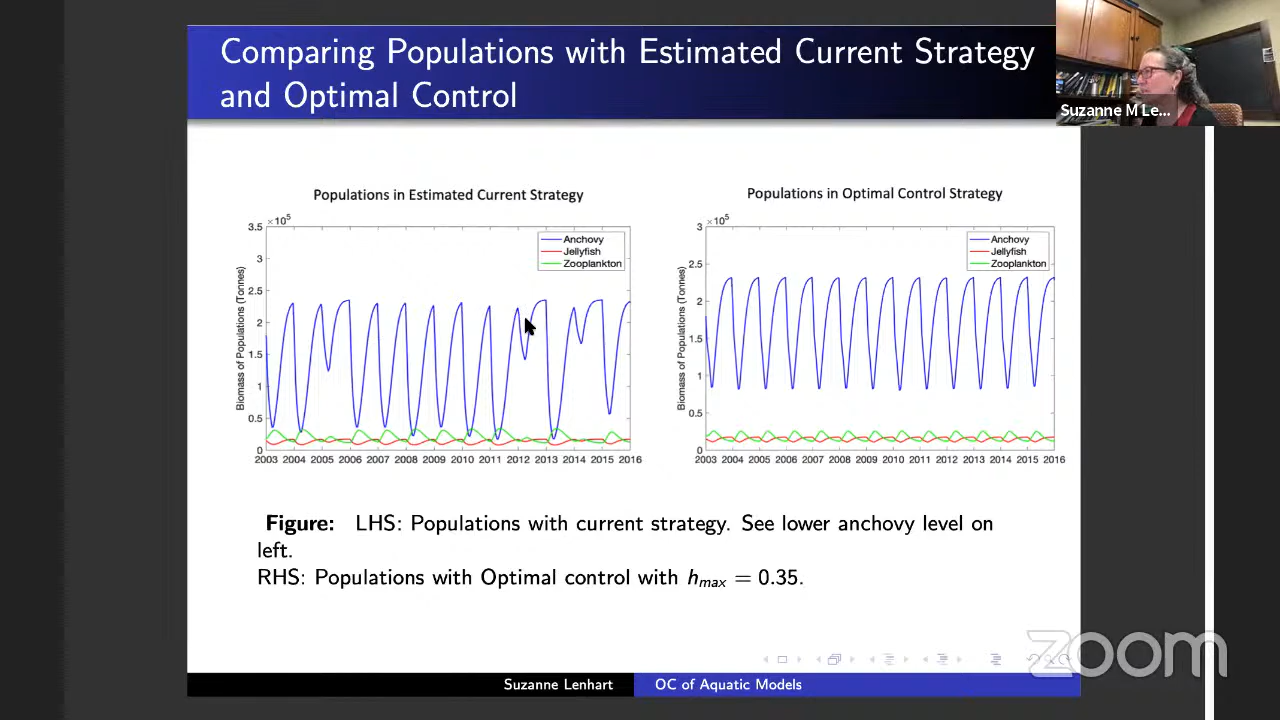 Comparing Populations with Estimated Current Strategy
and Optimal Control
Suzanne M Le...
Populations in Estimated Current Strategy
×10⁵
3.5
3
2.5
2
1.5
1
0.5
0
Biomass of Populations (Tonnes)
Anchovy
Jellyfish
Zooplankton
2003 2004 2005 2006 2007 2008 2009 2010 2011 2012 2013 2014 2015 2016
Populations in Optimal Control Strategy
×10⁵
3
2.5
2
1.5
1
0.5
0
Biomass of Populations (Tonnes)
Anchovy
Jellyfish
Zooplankton
2003 2004 2005 2006 2007 2008 2009 2010 2011 2012 2013 2014 2015 2016
Figure: LHS: Populations with current strategy. See lower anchovy level on
left.
RHS: Populations with Optimal control with hmax = 0.35.
zoom
Suzanne Lenhart OC of Aquatic Models